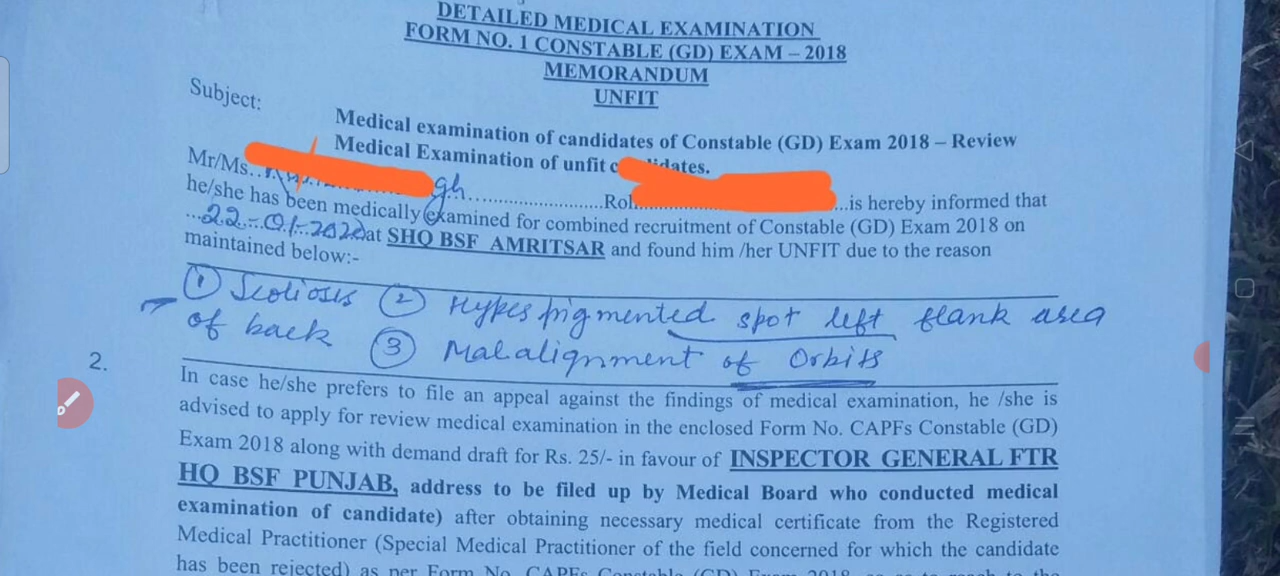 DETAILED MEDICAL EXAMINATION
FORM NO. 1 CONSTABLE (GD) EXAM – 2018
MEMORANDUM
UNFIT
Subject:
Medical examination of candidates of Constable (GD) Exam 2018 – Review
Medical Examination of unfit c idates.
Mr/Ms.. gh......................Rol. ...is hereby informed that
he/she has been medically examined for combined recruitment of Constable (GD) Exam 2018 on
...22-01-2020at SHQ BSF AMRITSAR and found him /her UNFIT due to the reason
maintained below:-
① Scoliosis ② Hyperpigmented spot left flank area
of back ③ Malalignment of Orbits
2.
In case he/she prefers to file an appeal against the findings of medical examination, he /she is
advised to apply for review medical examination in the enclosed Form No. CAPFs Constable (GD)
Exam 2018 along with demand draft for Rs. 25/- in favour of INSPECTOR GENERAL FTR
HQ BSF PUNJAB, address to be filed up by Medical Board who conducted medical
examination of candidate) after obtaining necessary medical certificate from the Registered
Medical Practitioner (Special Medical Practitioner of the field concerned for which the candidate
has been rejected) as per Form No. CAPFs Constable (GD) Exam 2018 so as to reach to the